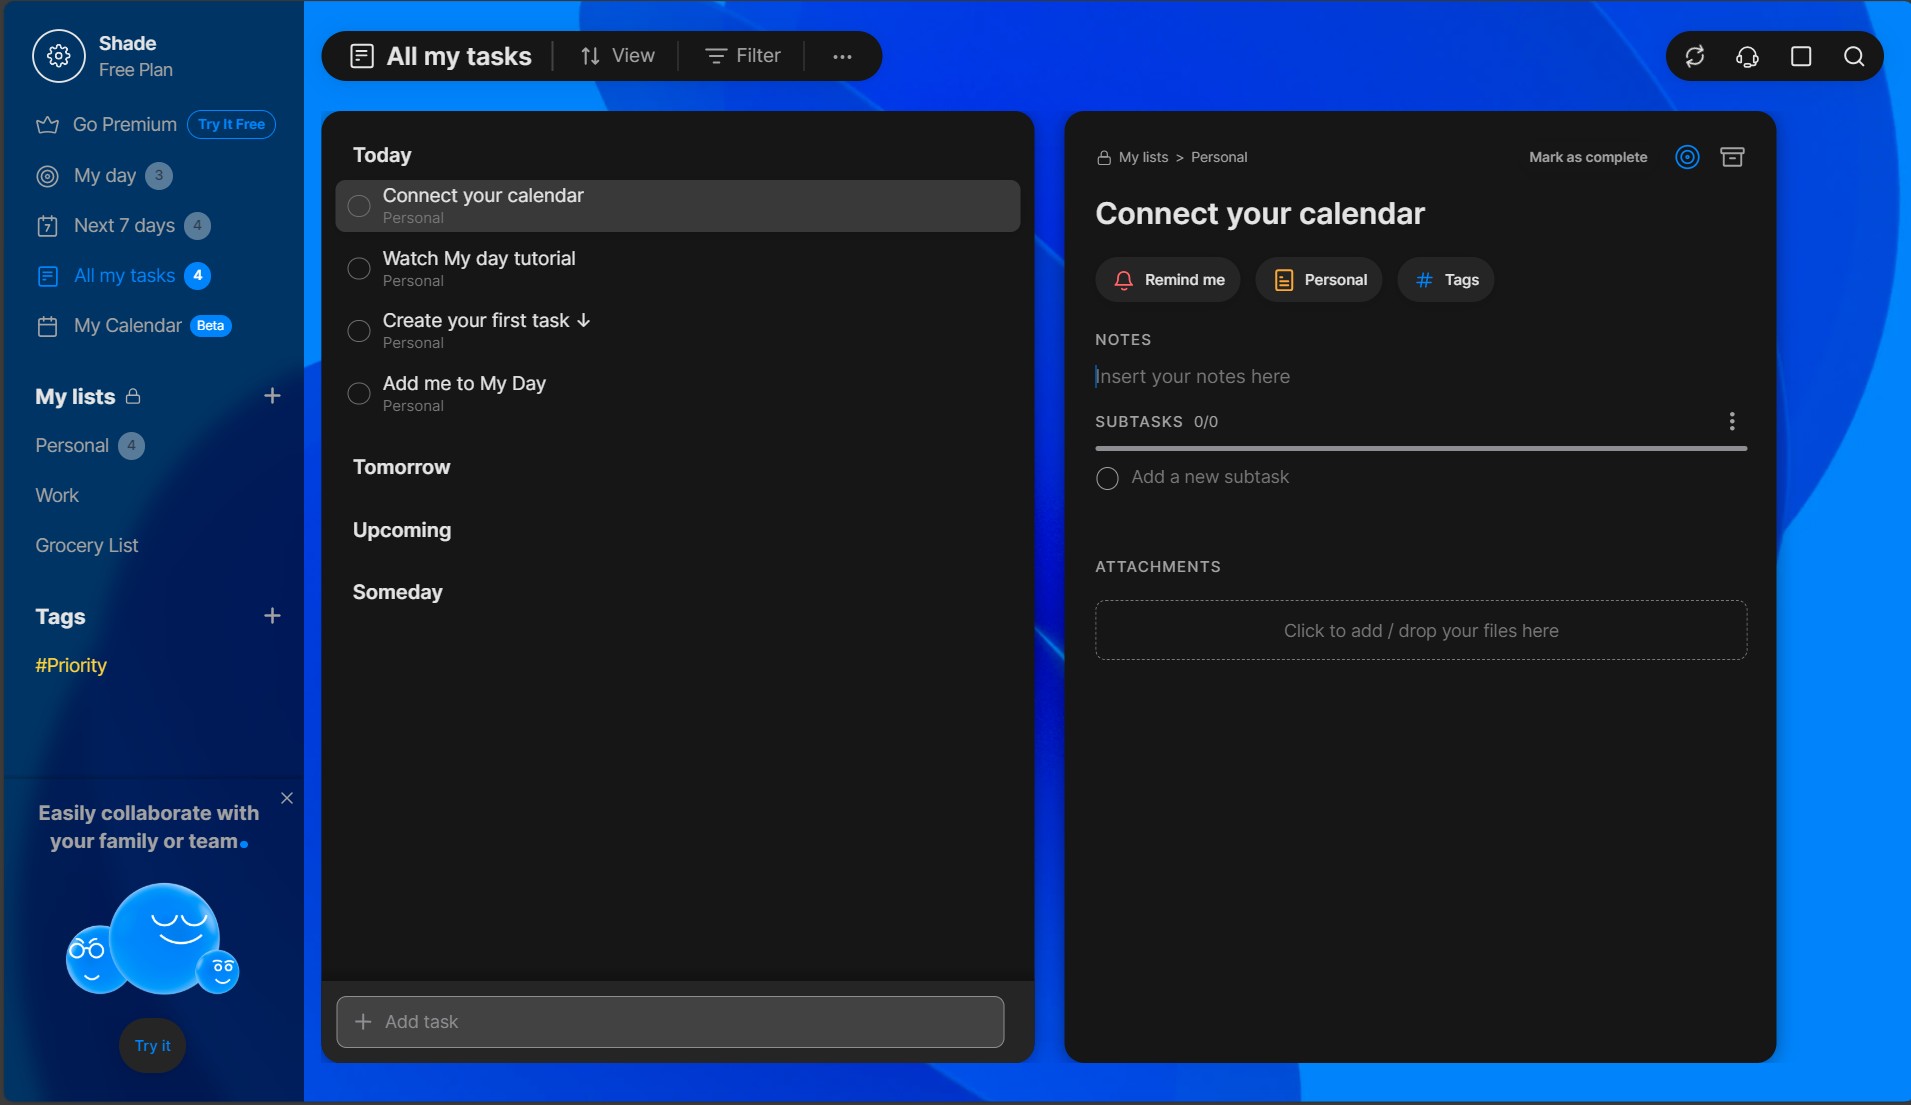 Shade
Free Plan
Go Premium Try It Free
My day 3
7 Next 7 days 4
All my tasks 4
My Calendar Beta
My lists
Personal 4
Work
Grocery List
Tags
#Priority
Easily collaborate with
your family or team
Try it
All my tasks View Filter
Today
Connect your calendar
Personal
Watch My day tutorial
Personal
Create your first task ↓
Personal
Add me to My Day
Personal
Tomorrow
Upcoming
Someday
+ Add task
My lists > Personal Mark as complete
Connect your calendar
Remind me Personal # Tags
NOTES
Insert your notes here
SUBTASKS 0/0
Add a new subtask
ATTACHMENTS
Click to add / drop your files here